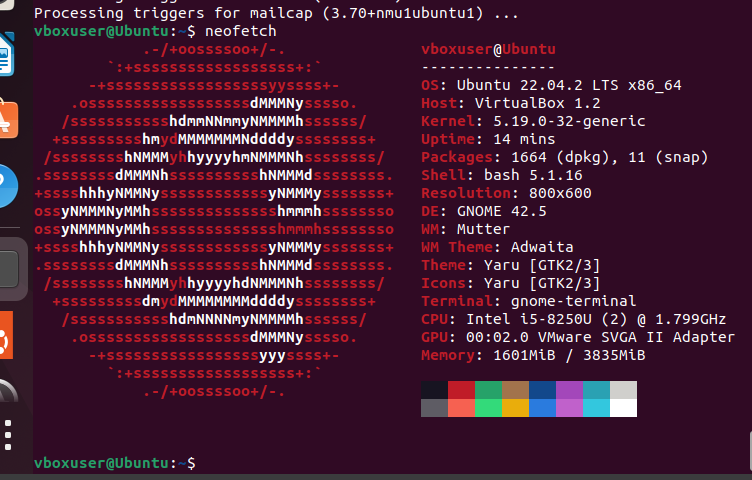 Processing triggers for mailcap (3.70+nmu1ubuntu1) ...
vboxuser@Ubuntu:~$ neofetch
.-/+oossssoo+/-. vboxuser@Ubuntu
`:+ssssssssssssssssss+:` ---------------
-+ssssssssssssssssssyyssss+- OS: Ubuntu 22.04.2 LTS x86_64
.ossssssssssssssssssdMMMNysssso. Host: VirtualBox 1.2
/ssssssssssshdmmNNmmyNMMMMhssssss/ Kernel: 5.19.0-32-generic
+ssssssssshmydMMMMMMMNddddyssssssss+ Uptime: 14 mins
/sssssssshNMMMyhhyyyyhmNMMMNhssssssss/ Packages: 1664 (dpkg), 11 (snap)
.ssssssssdMMMNhsssssssssshNMMMdssssssss. Shell: bash 5.1.16
+sssshhhyNMMNyssssssssssssyNMMMysssssss+ Resolution: 800x600
ossyNMMMNyMMhsssssssssssssshmmmhssssssso DE: GNOME 42.5
ossyNMMMNyMMhsssssssssssssshmmmhssssssso WM: Mutter
+sssshhhyNMMNyssssssssssssyNMMMysssssss+ WM Theme: Adwaita
.ssssssssdMMMNhsssssssssshNMMMdssssssss. Theme: Yaru [GTK2/3]
/sssssssshNMMMyhhyyyyhdNMMMNhssssssss/ Icons: Yaru [GTK2/3]
+sssssssssdmydMMMMMMMMddddyssssssss+ Terminal: gnome-terminal
/ssssssssssshdmNNNNmyNMMMMhssssss/ CPU: Intel i5-8250U (2) @ 1.799GHz
.ossssssssssssssssssdMMMNysssso. GPU: 00:02.0 VMware SVGA II Adapter
-+sssssssssssssssssyyyssss+- Memory: 1601MiB / 3835MiB
`:+ssssssssssssssssss+:`
.-/+oossssoo+/-.
vboxuser@Ubuntu:~$